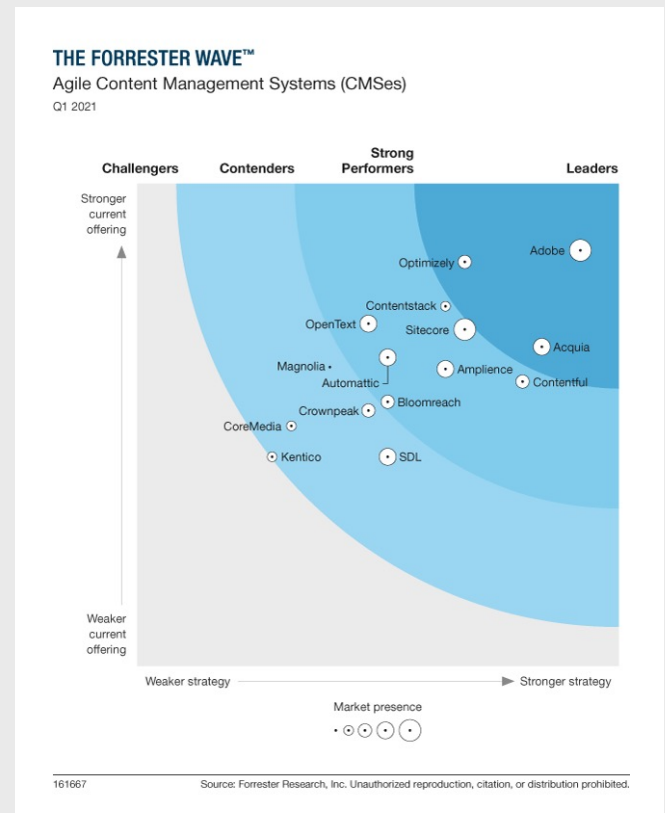 THE FORRESTER WAVE™
Agile Content Management Systems (CMSes)
Q1 2021
Challengers
Contenders
Strong
Performers
Leaders
Stronger
current
offering
Adobe
Optimizely
Contentstack
OpenText
Sitecore
Acquia
Magnolia
Automattic
Amplience
Contentful
Bloomreach
Crownpeak
CoreMedia
Kentico
SDL
Weaker
current
offering
Weaker strategy
Stronger strategy
Market presence
161667
Source: Forrester Research, Inc. Unauthorized reproduction, citation, or distribution prohibited.